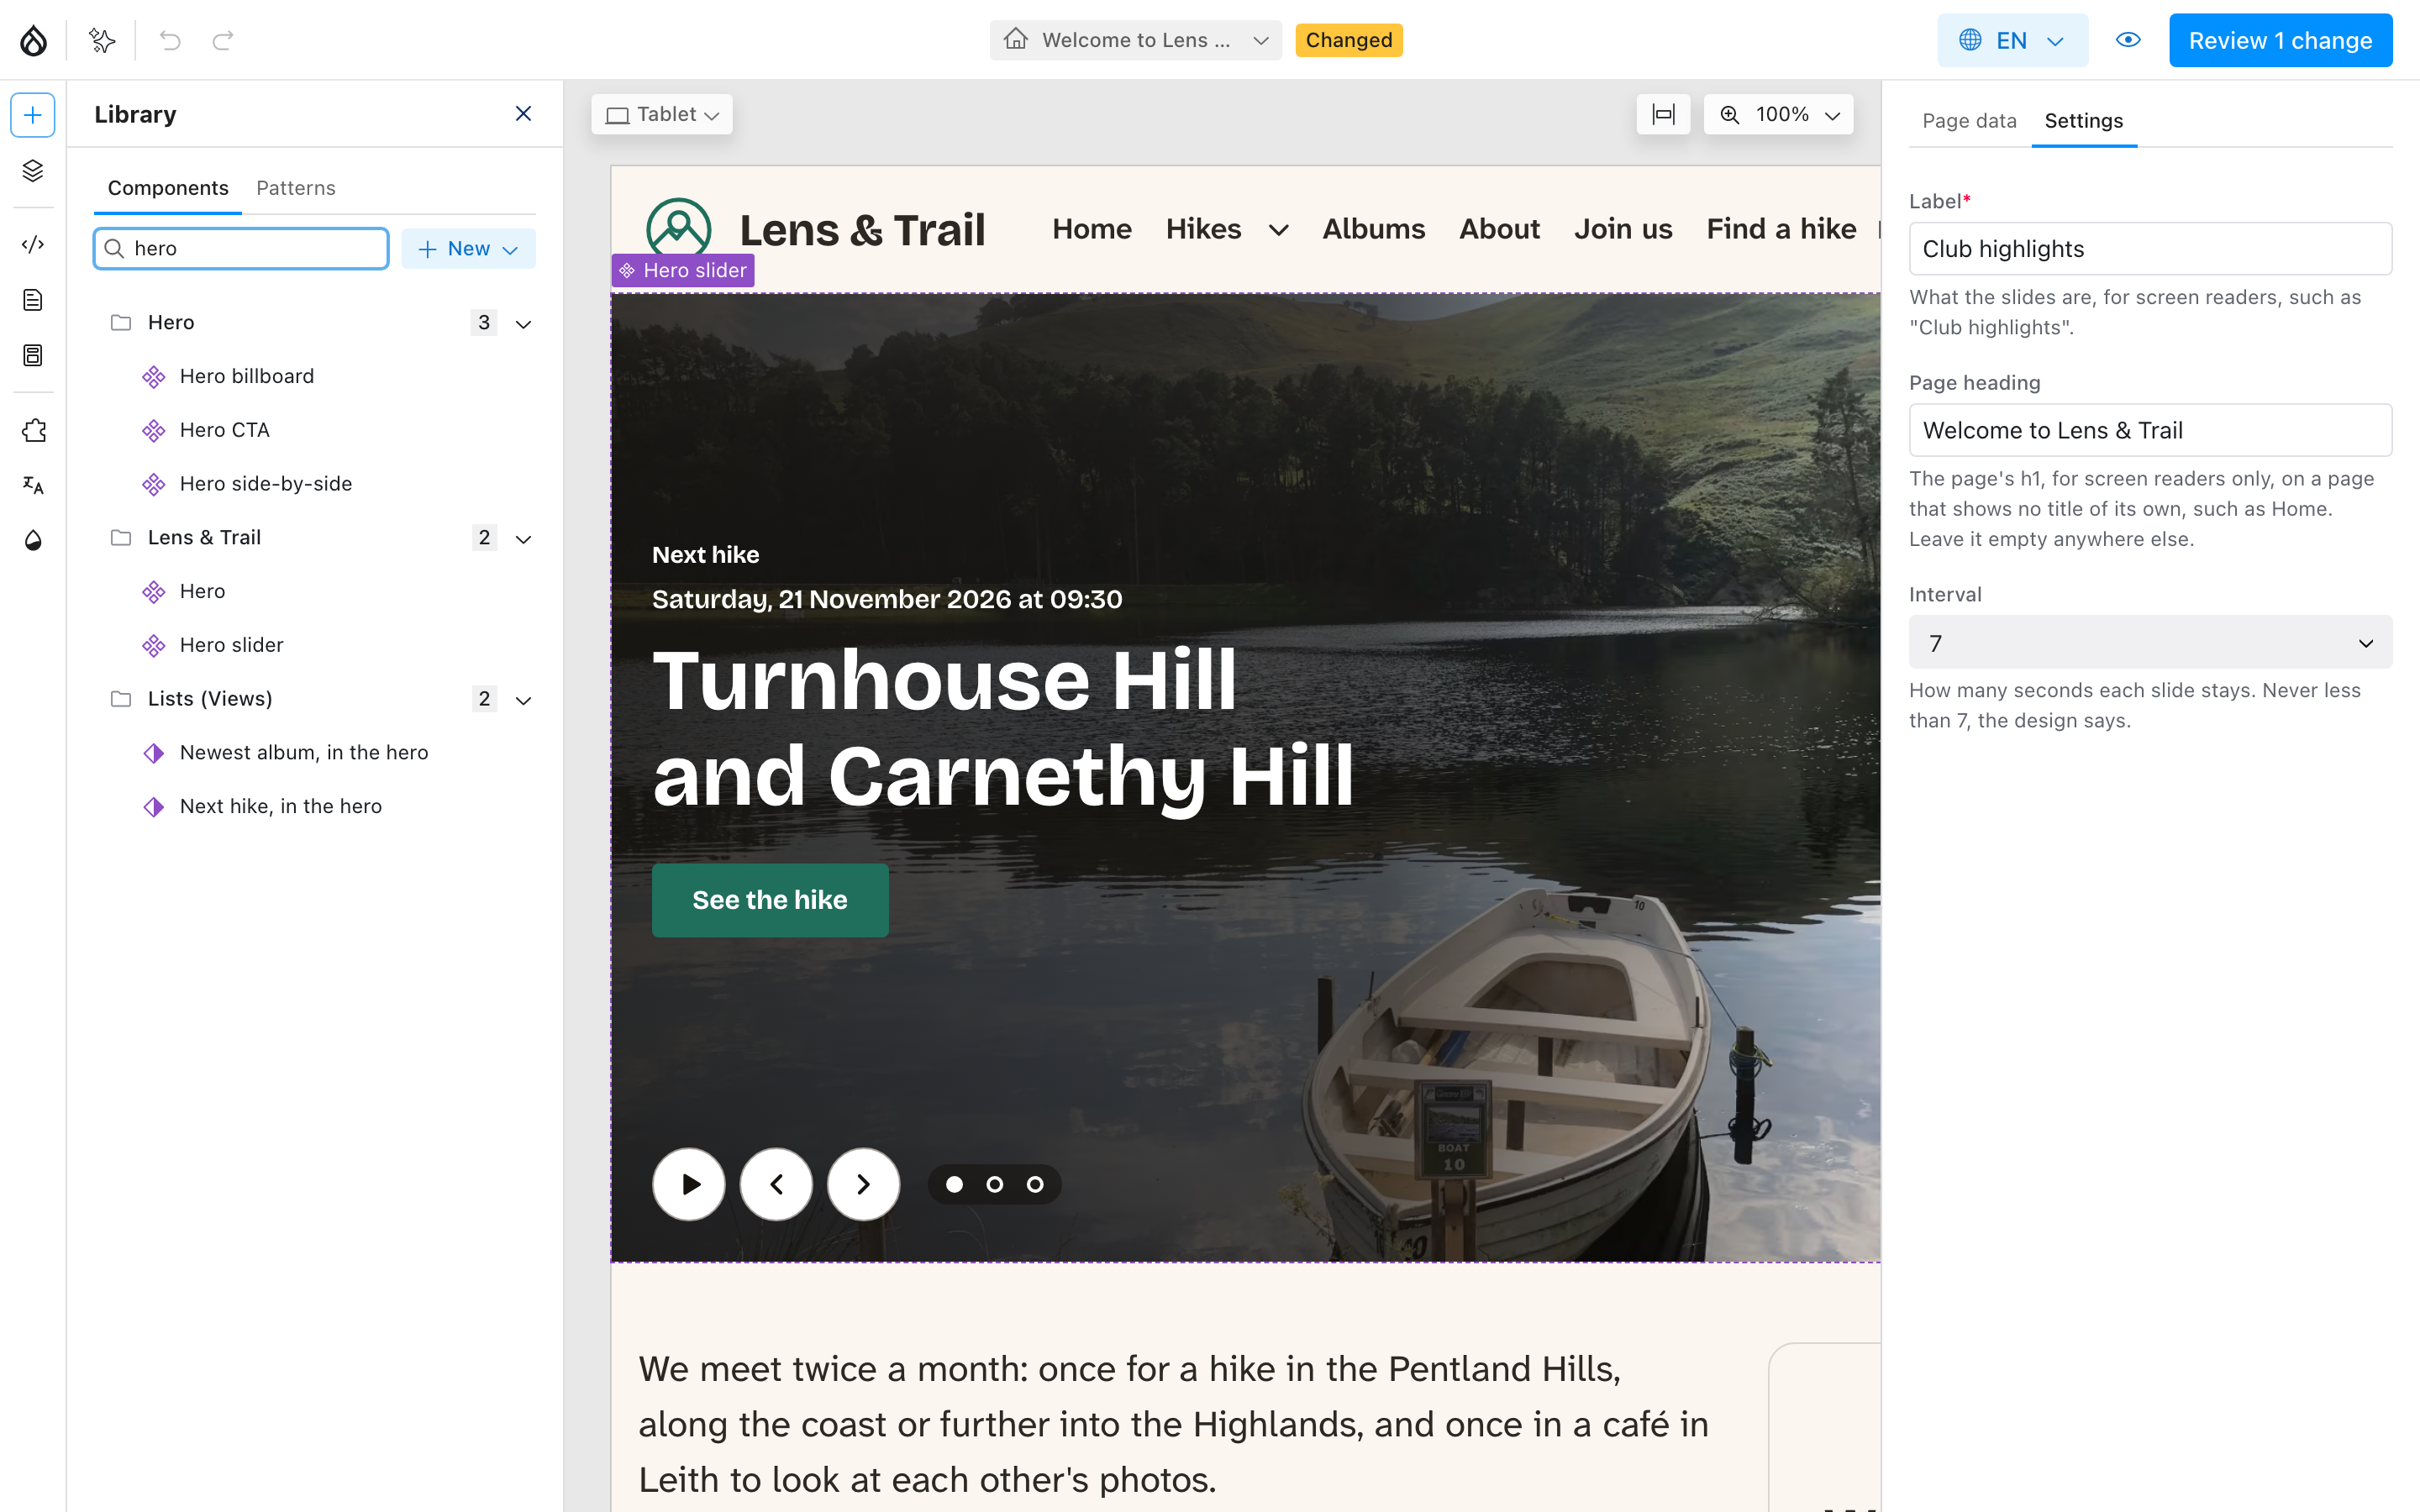 Welcome to Lens ...
Changed
EN
Review 1 change
Library
Components
Patterns
hero
New
Hero
3
Hero billboard
Hero CTA
Hero side-by-side
Lens & Trail
2
Hero
Hero slider
Lists (Views)
2
Newest album, in the hero
Next hike, in the hero
Tablet
100%
Lens & Trail
Home
Hikes
Albums
About
Join us
Find a hike
Hero slider
Next hike
Saturday, 21 November 2026 at 09:30
Turnhouse Hill
and Carnethy Hill
See the hike
10
BOAT
10
We meet twice a month: once for a hike in the Pentland Hills,
along the coast or further into the Highlands, and once in a café in
Leith to look at each other's photos.
Page data
Settings
Label*
Club highlights
What the slides are, for screen readers, such as
"Club highlights".
Page heading
Welcome to Lens & Trail
The page's h1, for screen readers only, on a page
that shows no title of its own, such as Home.
Leave it empty anywhere else.
Interval
7
How many seconds each slide stays. Never less
than 7, the design says.